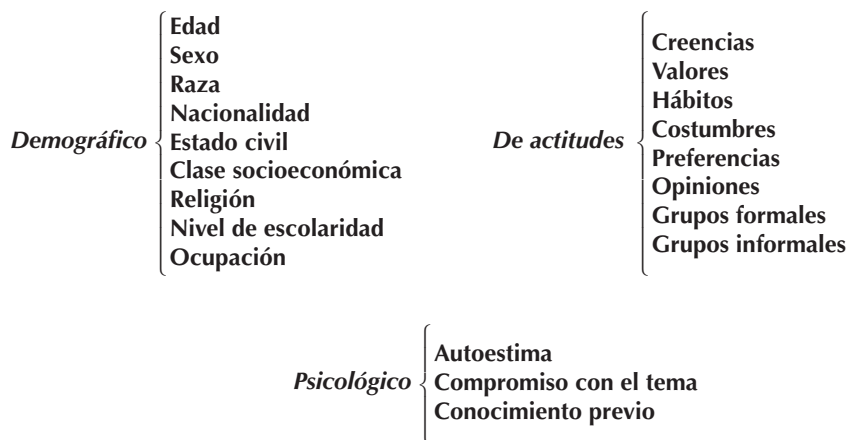 Demográfico
Edad
Sexo
Raza
Nacionalidad
Estado civil
Clase socioeconómica
Religión
Nivel de escolaridad
Ocupación
De actitudes
Creencias
Valores
Hábitos
Costumbres
Preferencias
Opiniones
Grupos formales
Grupos informales
Psicológico
Autoestima
Compromiso con el tema
Conocimiento previo